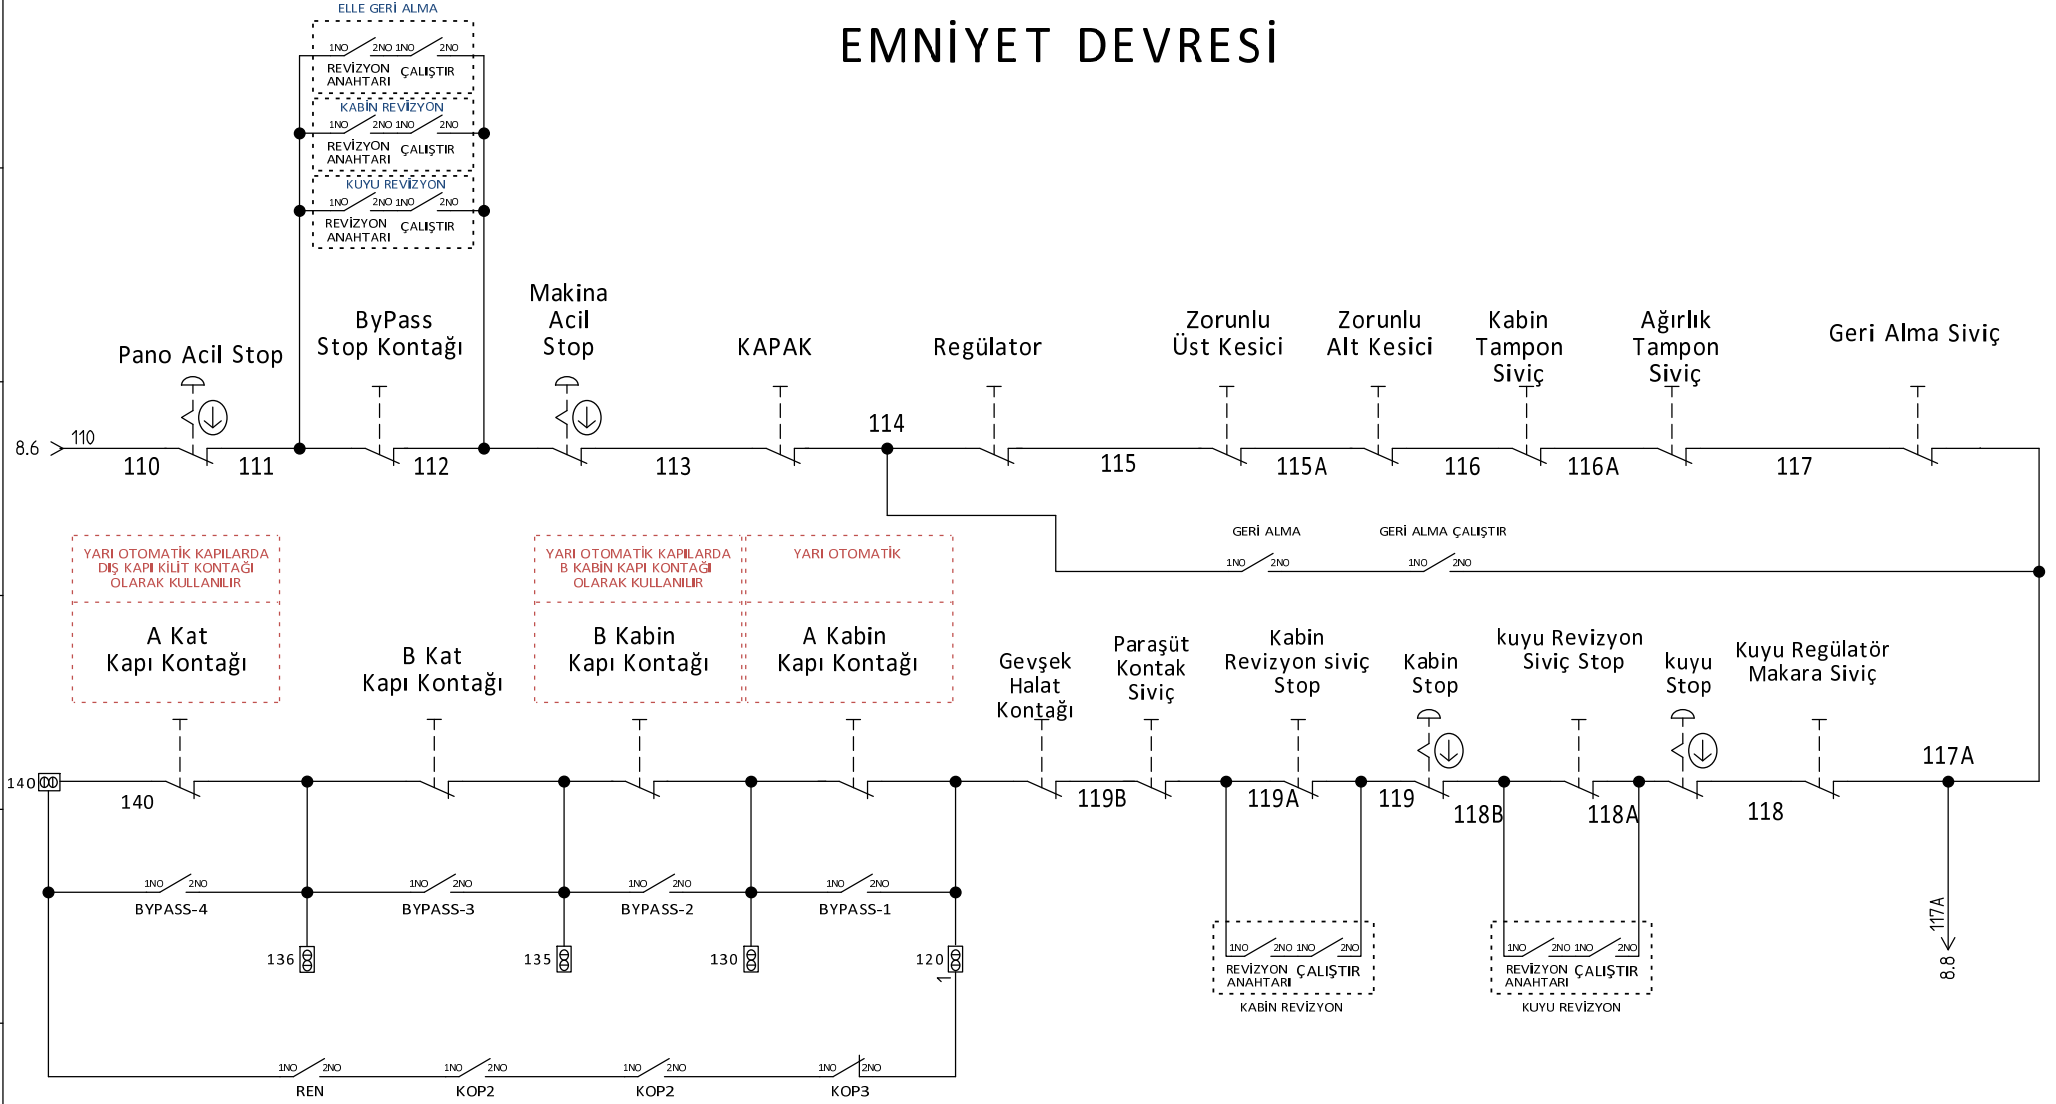 EMNİYET DEVRESİ
ELLE GERİ ALMA
1NO 2NO 1NO 2NO
REVİZYON ÇALIŞTIR
ANAHTARI
KABİN REVİZYON
1NO 2NO 1NO 2NO
REVİZYON ÇALIŞTIR
ANAHTARI
KUYU REVİZYON
1NO 2NO 1NO 2NO
REVİZYON ÇALIŞTIR
ANAHTARI
Pano Acil Stop
ByPass
Stop Kontağı
Makina
Acil
Stop
KAPAK
Regülator
Zorunlu
Üst Kesici
Zorunlu
Alt Kesici
Kabin
Tampon
Siviç
Ağırlık
Tampon
Siviç
Geri Alma Siviç
8.6
110
110
111
112
113
114
115
115A
116
116A
117
GERİ ALMA
1NO 2NO
GERİ ALMA ÇALIŞTIR
1NO 2NO
YARI OTOMATİK KAPILARDA
DIŞ KAPI KİLİT KONTAĞI
OLARAK KULLANILIR
A Kat
Kapı Kontağı
B Kat
Kapı Kontağı
YARI OTOMATİK KAPILARDA
B KABİN KAPI KONTAĞI
OLARAK KULLANILIR
B Kabin
Kapı Kontağı
YARI OTOMATİK
A Kabin
Kapı Kontağı
Gevşek
Halat
Kontağı
Paraşüt
Kontak
Siviç
Kabin
Revizyon siviç
Stop
Kabin
Stop
kuyu Revizyon
Siviç Stop
kuyu
Stop
Kuyu Regülatör
Makara Siviç
140
140
119B
119A
119
118B
118A
118
117A
1NO 2NO
BYPASS-4
1NO 2NO
BYPASS-3
1NO 2NO
BYPASS-2
1NO 2NO
BYPASS-1
136
135
130
120
1
1NO 2NO 1NO 2NO
REVİZYON ÇALIŞTIR
ANAHTARI
KABİN REVİZYON
1NO 2NO 1NO 2NO
REVİZYON ÇALIŞTIR
ANAHTARI
KUYU REVİZYON
117A
8.8
1NO 2NO
REN
1NO 2NO
KOP2
1NO 2NO
KOP2
1NO 2NO
KOP3